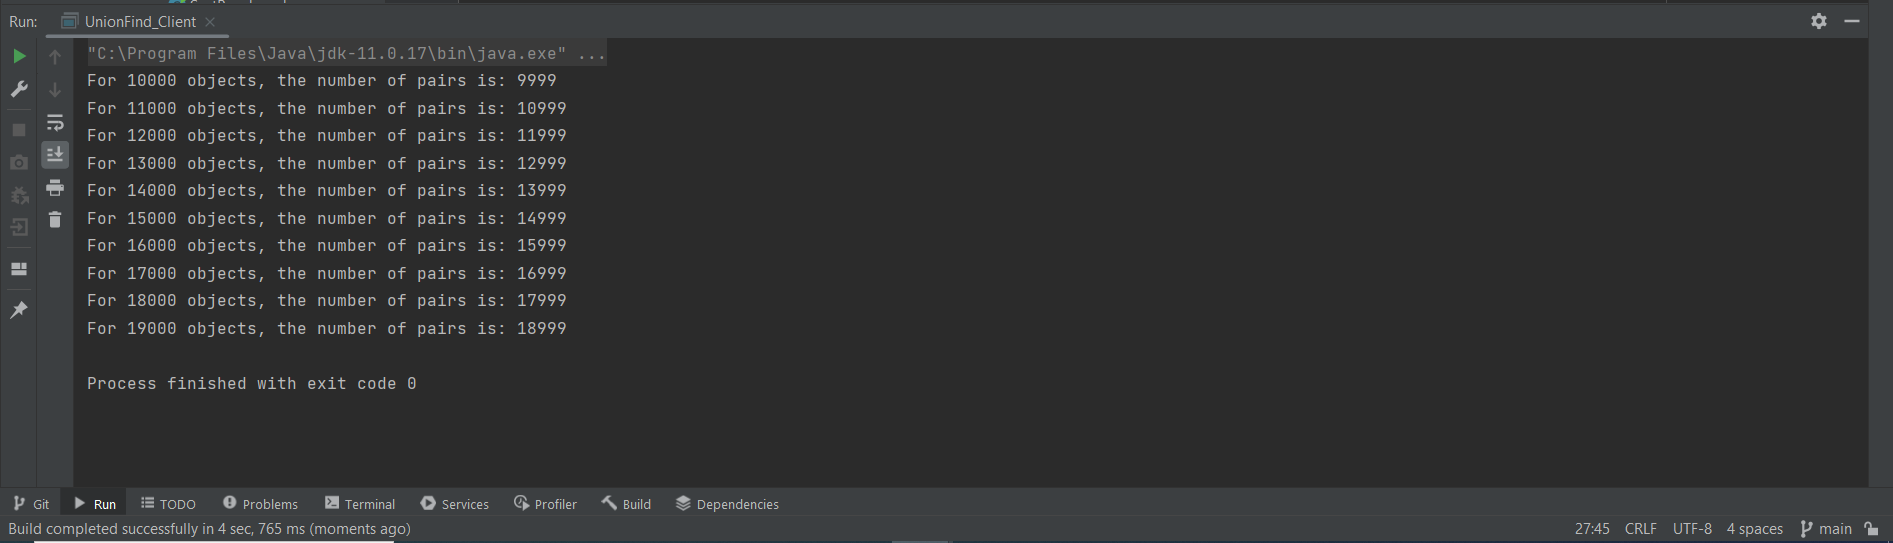 Run: UnionFind_Client
"C:\Program Files\Java\jdk-11.0.17\bin\java.exe" ...
For 10000 objects, the number of pairs is: 9999
For 11000 objects, the number of pairs is: 10999
For 12000 objects, the number of pairs is: 11999
For 13000 objects, the number of pairs is: 12999
For 14000 objects, the number of pairs is: 13999
For 15000 objects, the number of pairs is: 14999
For 16000 objects, the number of pairs is: 15999
For 17000 objects, the number of pairs is: 16999
For 18000 objects, the number of pairs is: 17999
For 19000 objects, the number of pairs is: 18999
Process finished with exit code 0
Git Run TODO Problems Terminal Services Profiler Build Dependencies
Build completed successfully in 4 sec, 765 ms (moments ago) 27:45 CRLF UTF-8 4 spaces main